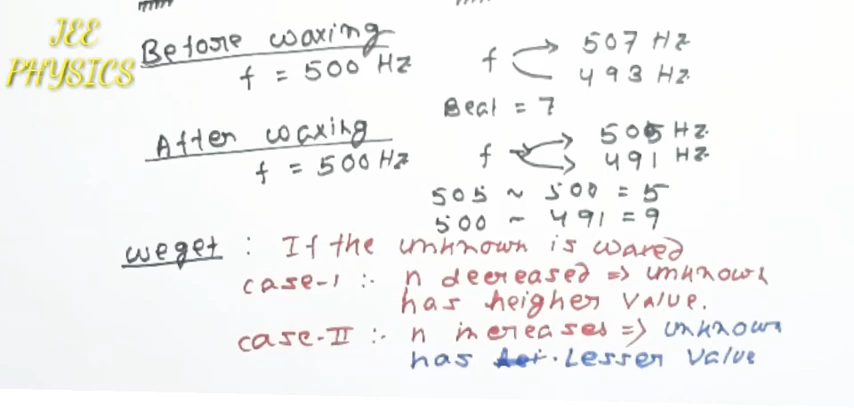 JEE
PHYSICS
Before waxing
f = 500 Hz
f
507 Hz
493 Hz
Beat = 7
After waxing
f = 500 Hz
f
505 Hz
491 Hz
505 ~ 500 = 5
500 ~ 491 = 9
weget : If the unknown is waxed
case-I :- n decreased => unknown
has heigher value.
case-II :- n increases => unknown
has Lesser value